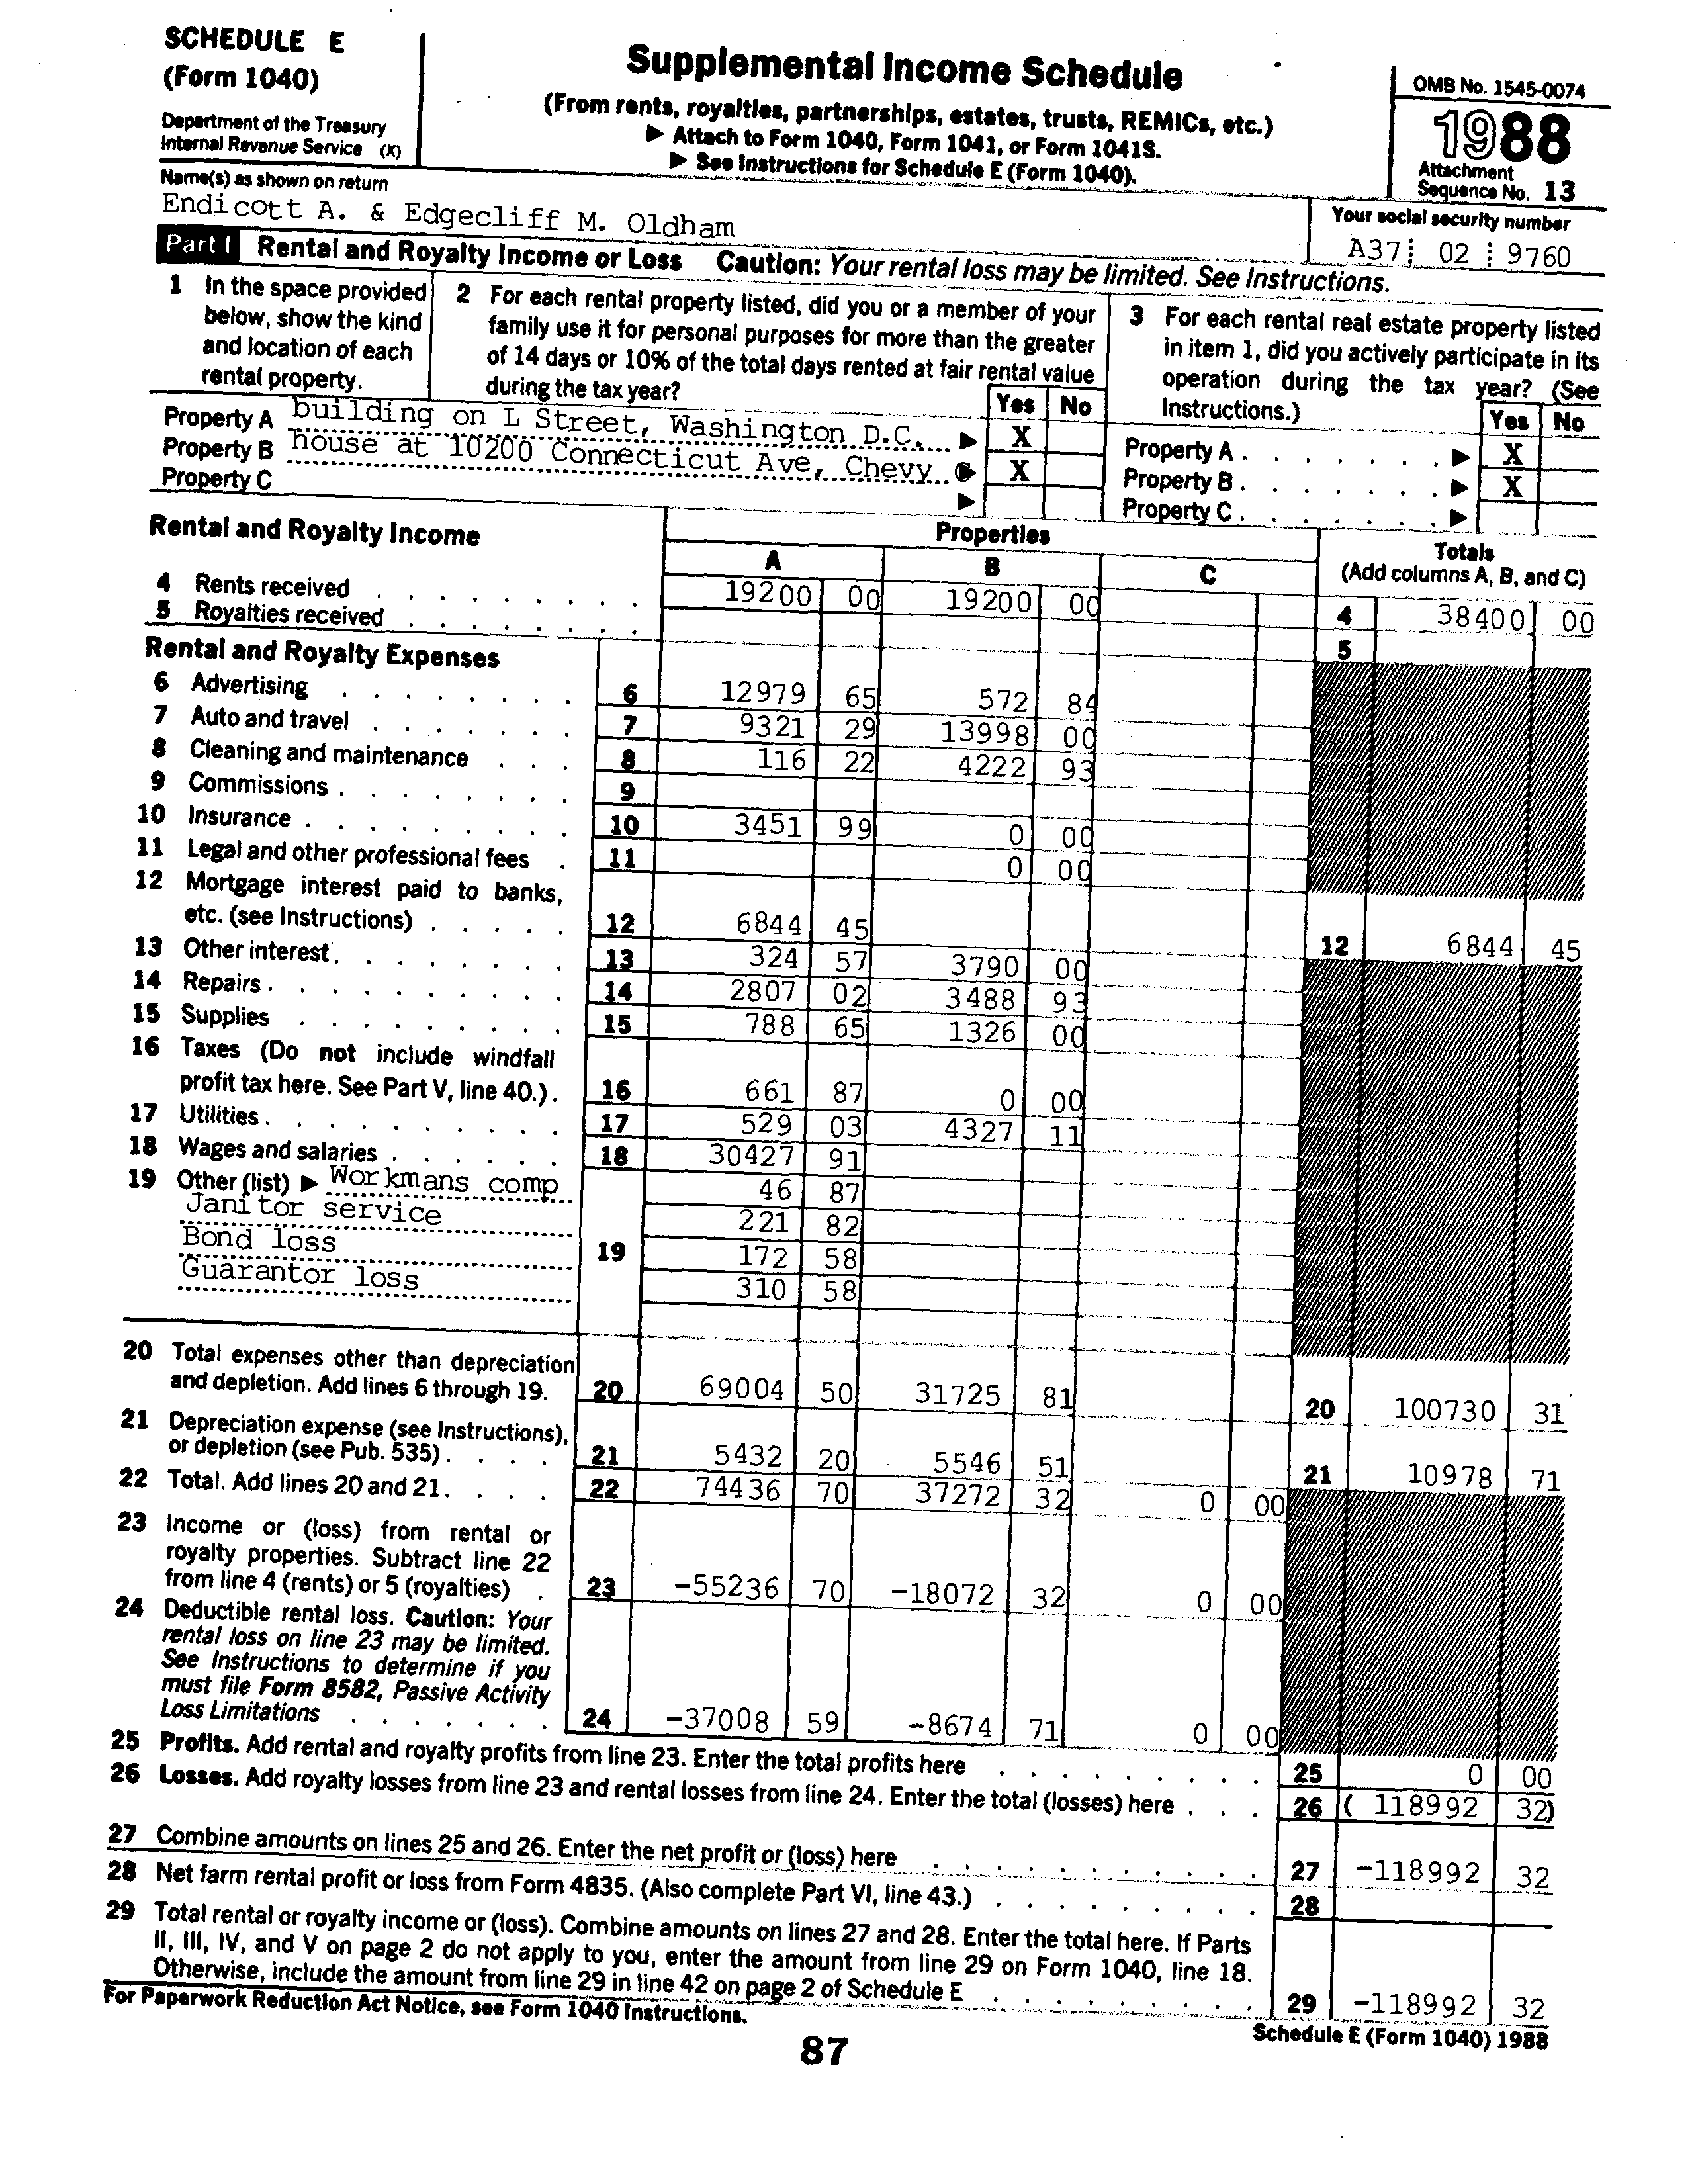 SCHEDULE E
(Form 1040)
Department of the Treasury
Internal Revenue Service (X)
Supplemental Income Schedule
(From rents, royalties, partnerships, estates, trusts, REMICs, etc.)
▶ Attach to Form 1040, Form 1041, or Form 1041S.
▶ See Instructions for Schedule E (Form 1040).
OMB No. 1545-0074
1988
Attachment
Sequence No. 13
Name(s) as shown on return
Endicott A. & Edgecliff M. Oldham
Your social security number
A37 02 9760
Part I Rental and Royalty Income or Loss Caution: Your rental loss may be limited. See Instructions.
1 In the space provided
below, show the kind
and location of each
rental property.
2 For each rental property listed, did you or a member of your
family use it for personal purposes for more than the greater
of 14 days or 10% of the total days rented at fair rental value
during the tax year?
Yes No
3 For each rental real estate property listed
in item 1, did you actively participate in its
operation during the tax year? (See
Instructions.)
Yes No
Property A building on L Street, Washington D.C. ▶ X
Property B house at 10200 Connecticut Ave, Chevy ▶ X
Property C ▶
Property A . . . . . . . ▶ X
Property B . . . . . . . ▶ X
Property C . . . . . . . ▶
Rental and Royalty Income
Properties
A B C
Totals
(Add columns A, B, and C)
4 Rents received 19200 00 19200 00 4 38400 00
5 Royalties received 5
Rental and Royalty Expenses
6 Advertising 6 12979 65 572 84
7 Auto and travel 7 9321 29 13998 00
8 Cleaning and maintenance 8 116 22 4222 93
9 Commissions 9
10 Insurance 10 3451 99 0 00
11 Legal and other professional fees 11 0 00
12 Mortgage interest paid to banks,
etc. (see Instructions) 12 6844 45 12 6844 45
13 Other interest 13 324 57 3790 00
14 Repairs 14 2807 02 3488 93
15 Supplies 15 788 65 1326 00
16 Taxes (Do not include windfall
profit tax here. See Part V, line 40.) 16 661 87 0 00
17 Utilities 17 529 03 4327 11
18 Wages and salaries 18 30427 91
19 Other (list) ▶ Workmans comp 46 87
Janitor service 221 82
Bond loss 19 172 58
Guarantor loss 310 58
20 Total expenses other than depreciation
and depletion. Add lines 6 through 19. 20 69004 50 31725 81 20 100730 31
21 Depreciation expense (see Instructions),
or depletion (see Pub. 535) 21 5432 20 5546 51 21 10978 71
22 Total. Add lines 20 and 21 22 74436 70 37272 32 0 00
23 Income or (loss) from rental or
royalty properties. Subtract line 22
from line 4 (rents) or 5 (royalties) 23 -55236 70 -18072 32 0 00
24 Deductible rental loss. Caution: Your
rental loss on line 23 may be limited.
See Instructions to determine if you
must file Form 8582, Passive Activity
Loss Limitations 24 -37008 59 -8674 71 0 00
25 Profits. Add rental and royalty profits from line 23. Enter the total profits here 25 0 00
26 Losses. Add royalty losses from line 23 and rental losses from line 24. Enter the total (losses) here 26 ( 118992 32)
27 Combine amounts on lines 25 and 26. Enter the net profit or (loss) here 27 -118992 32
28 Net farm rental profit or loss from Form 4835. (Also complete Part VI, line 43.) 28
29 Total rental or royalty income or (loss). Combine amounts on lines 27 and 28. Enter the total here. If Parts
II, III, IV, and V on page 2 do not apply to you, enter the amount from line 29 on Form 1040, line 18.
Otherwise, include the amount from line 29 in line 42 on page 2 of Schedule E 29 -118992 32
For Paperwork Reduction Act Notice, see Form 1040 Instructions.
Schedule E (Form 1040) 1988
87